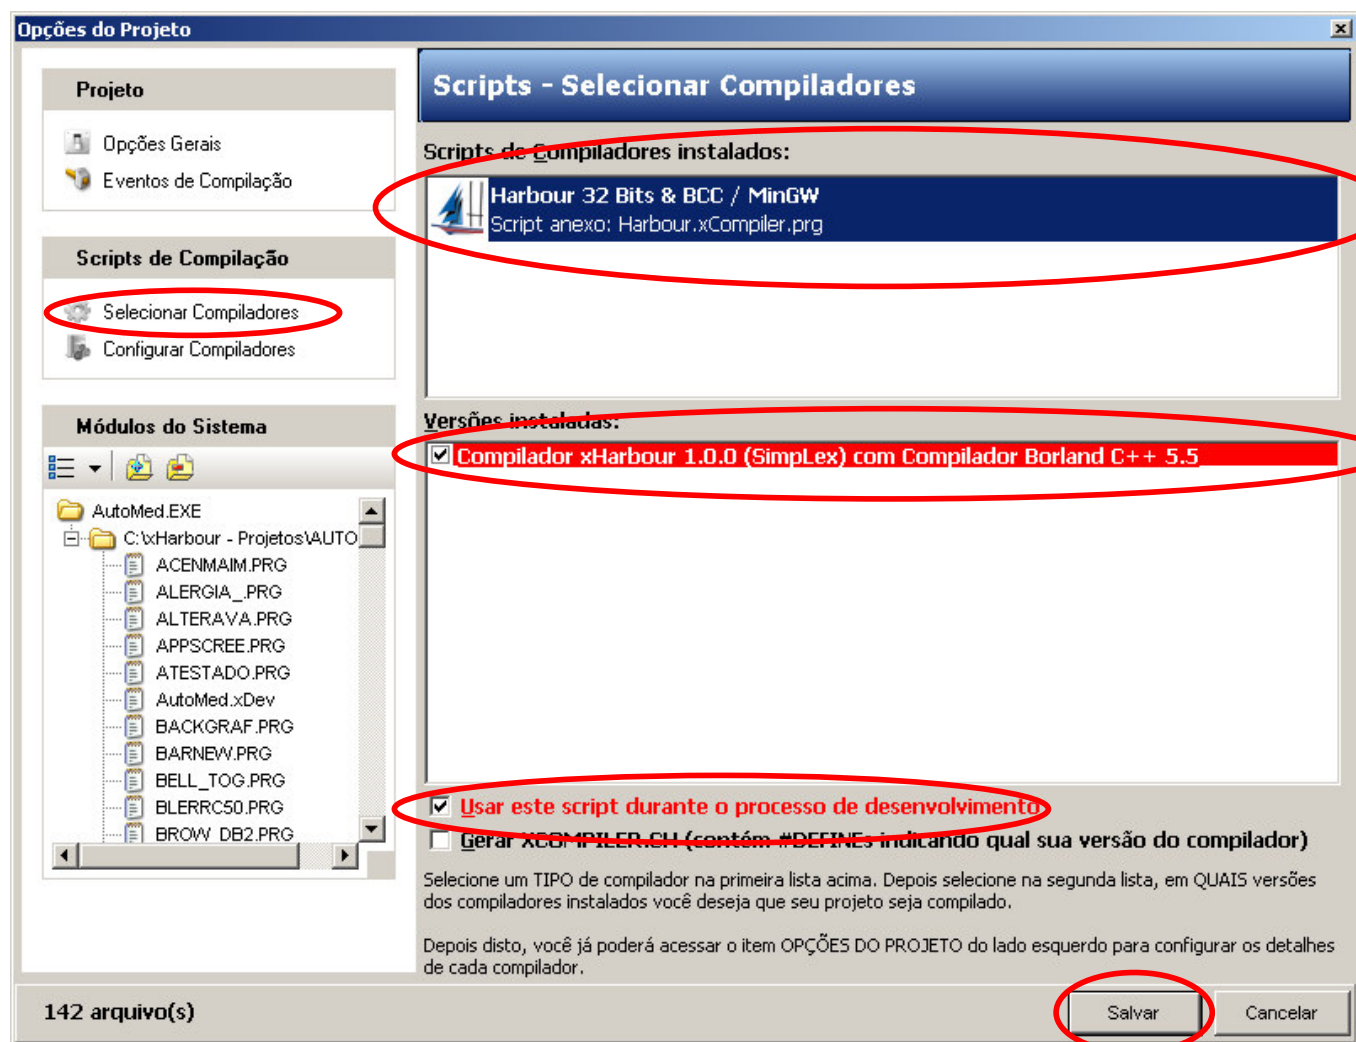 Opções do Projeto
Projeto
Opções Gerais
Eventos de Compilação
Scripts de Compilação
Selecionar Compiladores
Configurar Compiladores
Módulos do Sistema
AutoMed.EXE
C:\xHarbour - Projetos\AUTO
ACENMAIM.PRG
ALERGIA_.PRG
ALTERAVA.PRG
APPSCREE.PRG
ATESTADO.PRG
AutoMed.xDev
BACKGRAF.PRG
BARNEW.PRG
BELL_TOG.PRG
BLERRC50.PRG
BROW_DB2.PRG
Scripts - Selecionar Compiladores
Scripts de Compiladores instalados:
Harbour 32 Bits & BCC / MinGW
Script anexo: Harbour.xCompiler.prg
Versões instaladas:
Compilador xHarbour 1.0.0 (SimpLex) com Compilador Borland C++ 5.5
Usar este script durante o processo de desenvolvimento
Gerar XCOMPILER.CH (contém #DEFINEs indicando qual sua versão do compilador)
Selecione um TIPO de compilador na primeira lista acima. Depois selecione na segunda lista, em QUAIS versões
dos compiladores instalados você deseja que seu projeto seja compilado.
Depois disto, você já poderá acessar o item OPÇÕES DO PROJETO do lado esquerdo para configurar os detalhes
de cada compilador.
142 arquivo(s)
Salvar
Cancelar